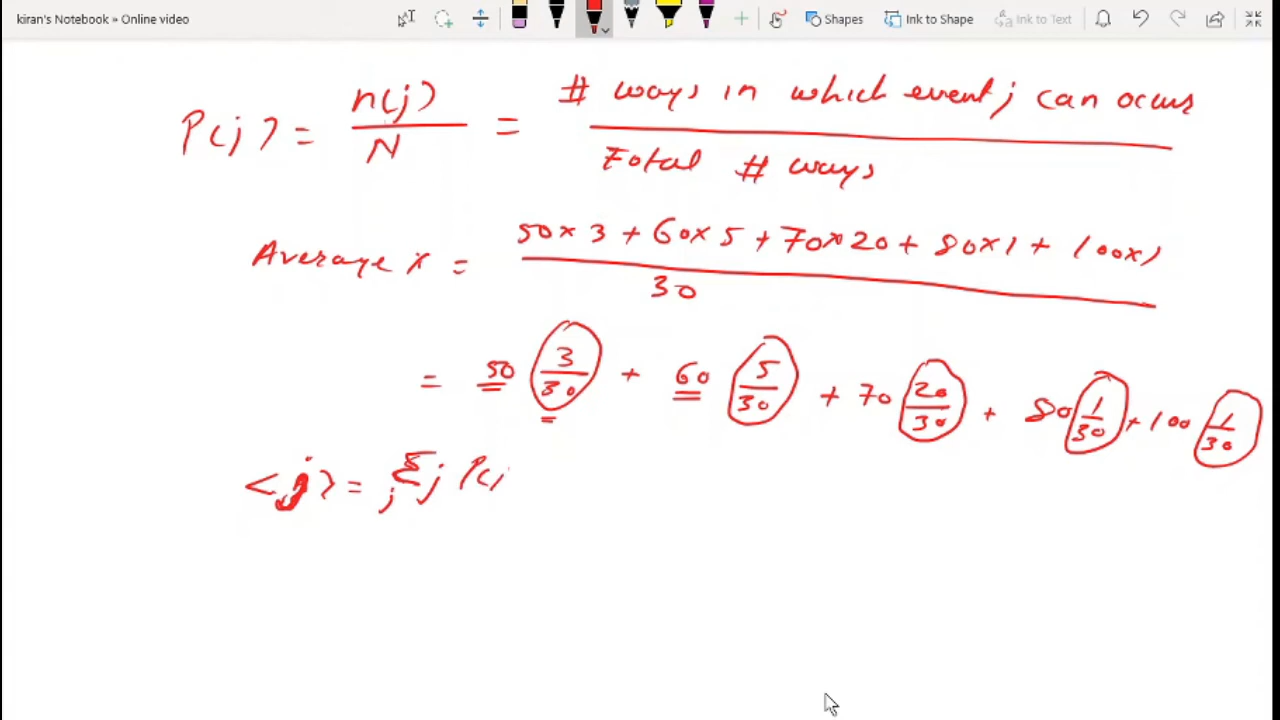 kiran's Notebook » Online video
Shapes
Ink to Shape
Ink to Text
P(j) = n(j)/N = # ways in which event j can occurs / Total # ways
Average x = 50×3 + 60×5 + 70×20 + 80×1 + 100×1 / 30
= 50 (3/30) + 60 (5/30) + 70 (20/30) + 80 (1/30) + 100 (1/30)
<j> = Σj j P(j